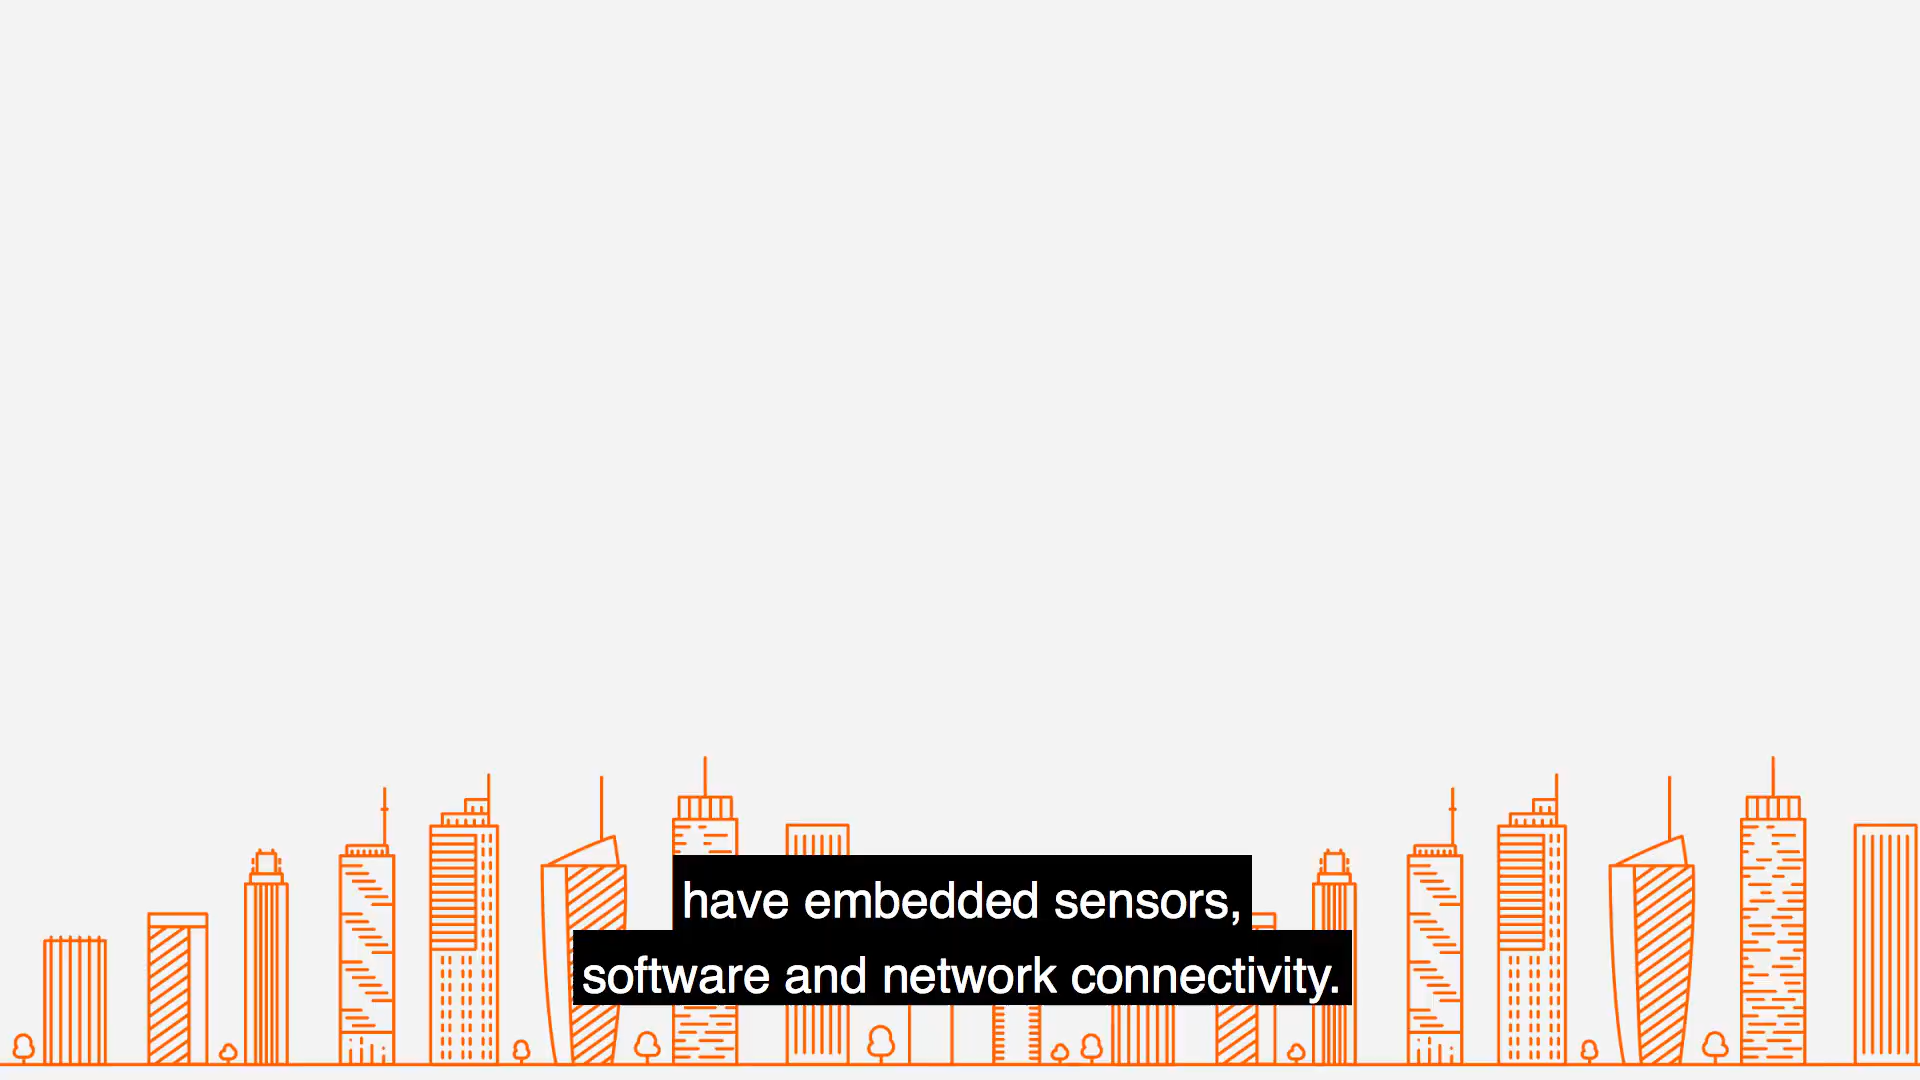 have embedded sensors,
software and network connectivity.